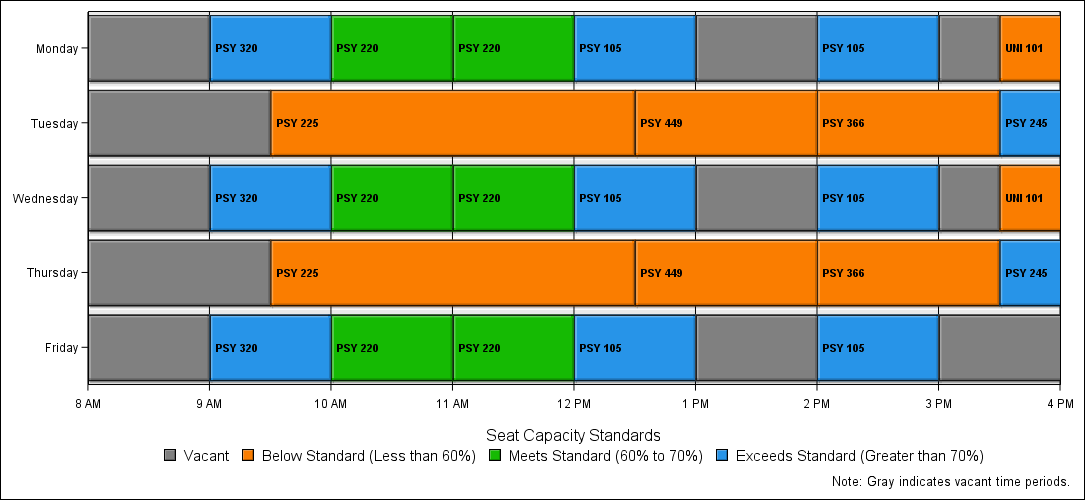 Monday PSY 320 PSY 220 PSY 220 PSY 105 PSY 105 UNI 101
Tuesday PSY 225 PSY 449 PSY 366 PSY 245
Wednesday PSY 320 PSY 220 PSY 220 PSY 105 PSY 105 UNI 101
Thursday PSY 225 PSY 449 PSY 366 PSY 245
Friday PSY 320 PSY 220 PSY 220 PSY 105 PSY 105
8 AM 9 AM 10 AM 11 AM 12 PM 1 PM 2 PM 3 PM 4 PM
Seat Capacity Standards
Vacant Below Standard (Less than 60%) Meets Standard (60% to 70%) Exceeds Standard (Greater than 70%)
Note: Gray indicates vacant time periods.